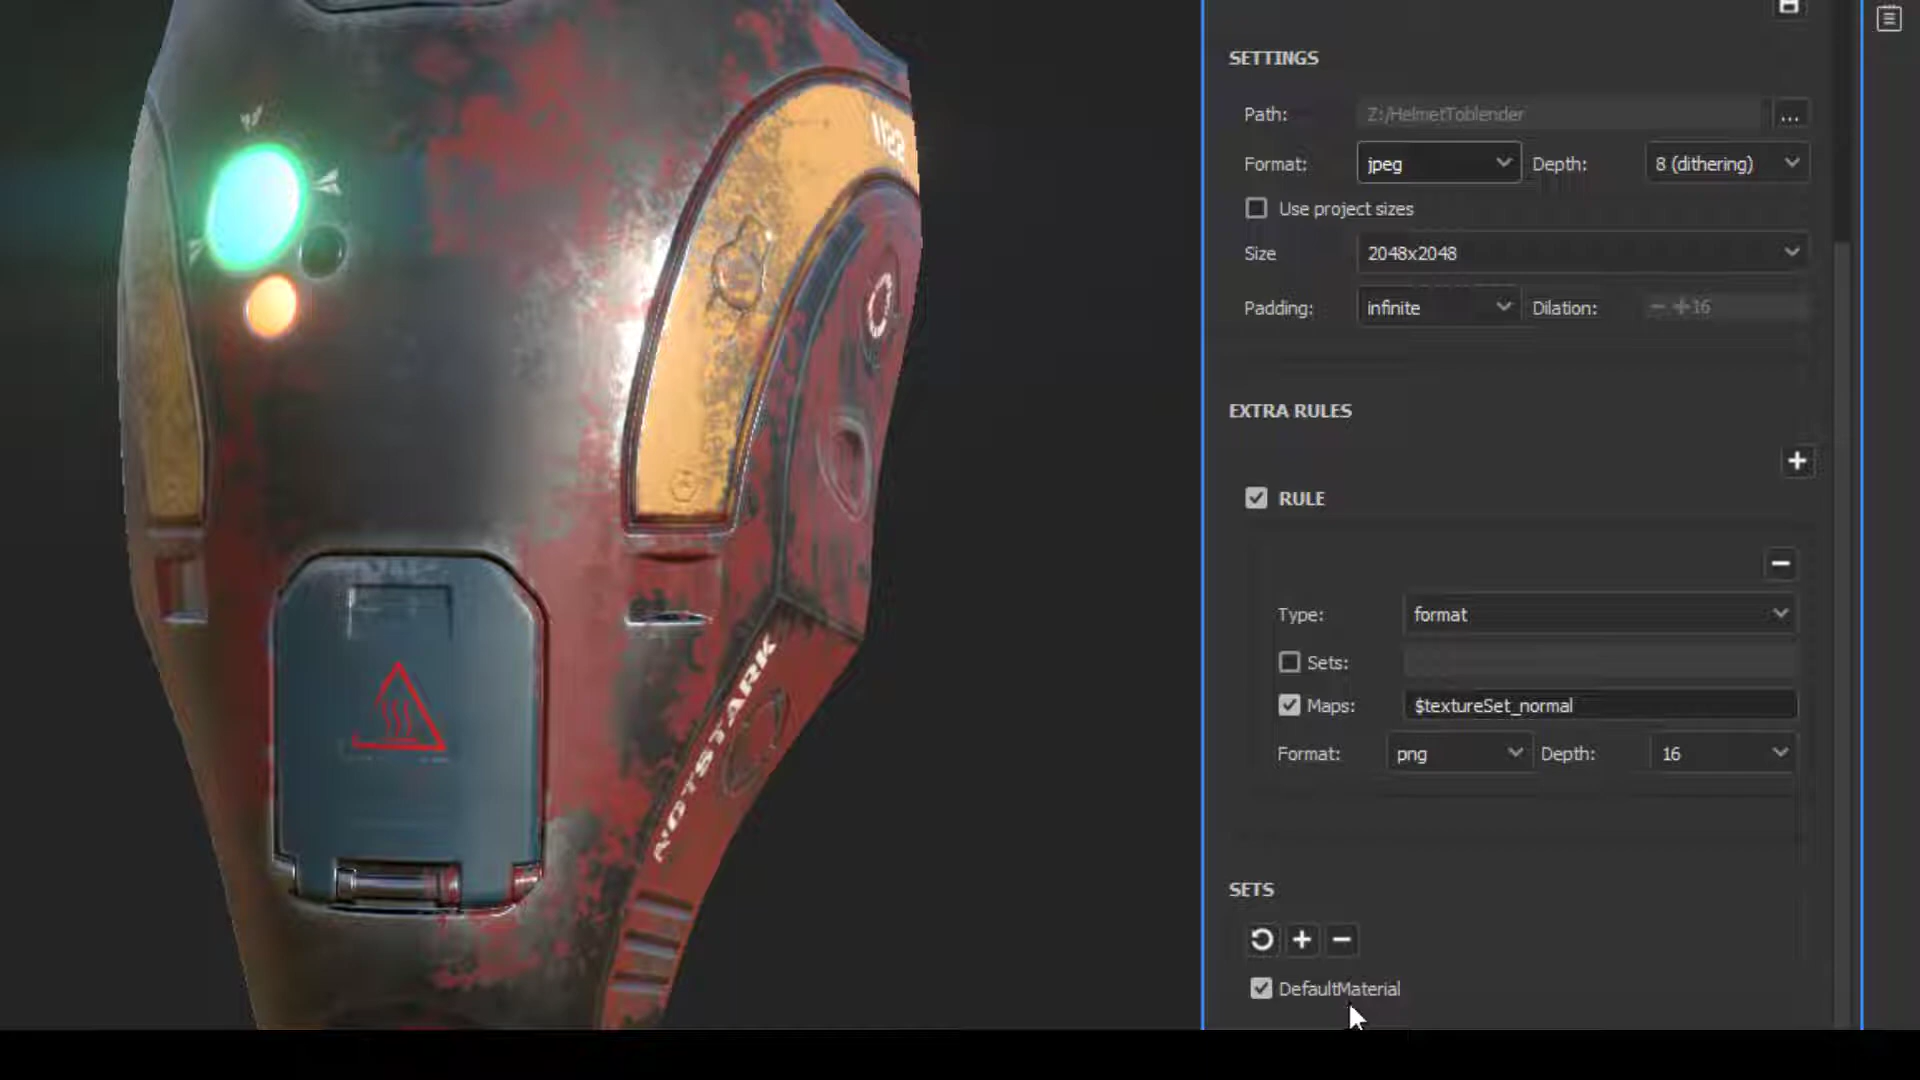 SETTINGS
Path: Z:/HelmetToblender ...
Format: jpeg Depth: 8 (dithering)
Use project sizes
Size 2048x2048
Padding: infinite Dilation: 16
EXTRA RULES
RULE
Type: format
Sets:
Maps: $textureSet_normal
Format: png Depth: 16
SETS
DefaultMaterial
1122
NOTSTARK